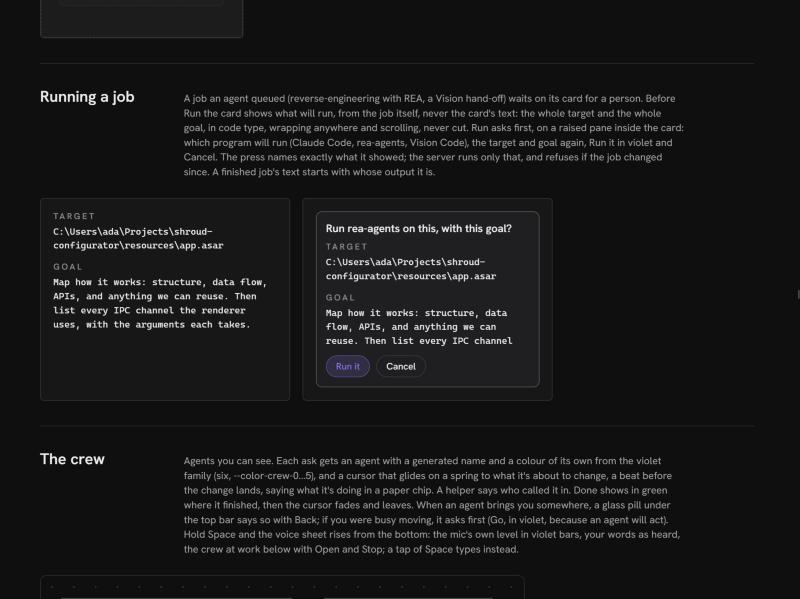 Running a job
A job an agent queued (reverse-engineering with REA, a Vision hand-off) waits on its card for a person. Before
Run the card shows what will run, from the job itself, never the card's text: the whole target and the whole
goal, in code type, wrapping anywhere and scrolling, never cut. Run asks first, on a raised pane inside the card:
which program will run (Claude Code, rea-agents, Vision Code), the target and goal again, Run it in violet and
Cancel. The press names exactly what it showed; the server runs only that, and refuses if the job changed
since. A finished job's text starts with whose output it is.
TARGET
C:\Users\ada\Projects\shroud-
configurator\resources\app.asar
GOAL
Map how it works: structure, data flow,
APIs, and anything we can reuse. Then
list every IPC channel the renderer
uses, with the arguments each takes.
Run rea-agents on this, with this goal?
TARGET
C:\Users\ada\Projects\shroud-
configurator\resources\app.asar
GOAL
Map how it works: structure, data
flow, APIs, and anything we can
reuse. Then list every IPC channel
Run it
Cancel
The crew
Agents you can see. Each ask gets an agent with a generated name and a colour of its own from the violet
family (six, --color-crew-0…5), and a cursor that glides on a spring to what it's about to change, a beat before
the change lands, saying what it's doing in a paper chip. A helper says who called it in. Done shows in green
where it finished, then the cursor fades and leaves. When an agent brings you somewhere, a glass pill under
the top bar says so with Back; if you were busy moving, it asks first (Go, in violet, because an agent will act).
Hold Space and the voice sheet rises from the bottom: the mic's own level in violet bars, your words as heard,
the crew at work below with Open and Stop; a tap of Space types instead.